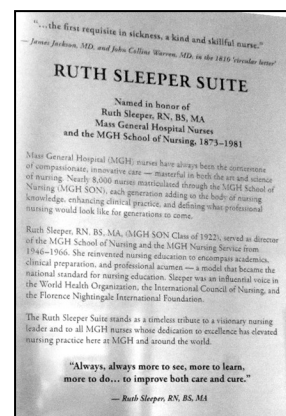 “...the first requisite in sickness, a kind and skillful nurse.”
— James Jackson, MD, and John Collins Warren, MD, in the 1810 ‘circular letter’
RUTH SLEEPER SUITE
Named in honor of
Ruth Sleeper, RN, BS, MA
Mass General Hospital Nurses
and the MGH School of Nursing, 1873–1981
Mass General Hospital (MGH) nurses have always been the cornerstone
of compassionate, innovative care — masterful in both the art and science
of nursing. Nearly 8,000 nurses matriculated through the MGH School of
Nursing (MGH SON), each generation adding to the body of nursing
knowledge, enhancing clinical practice, and defining what professional
nursing would look like for generations to come.
Ruth Sleeper, RN, BS, MA, (MGH SON Class of 1922), served as director
of the MGH School of Nursing and the MGH Nursing Service from
1946–1966. She reinvented nursing education to encompass academics,
clinical preparation, and professional acumen — a model that became the
national standard for nursing education. Sleeper was an influential voice in
the World Health Organization, the International Council of Nursing, and
the Florence Nightingale International Foundation.
The Ruth Sleeper Suite stands as a timeless tribute to a visionary nursing
leader and to all MGH nurses whose dedication to excellence has elevated
nursing practice here at MGH and around the world.
“Always, always more to see, more to learn,
more to do... to improve both care and cure.”
— Ruth Sleeper, RN, BS, MA